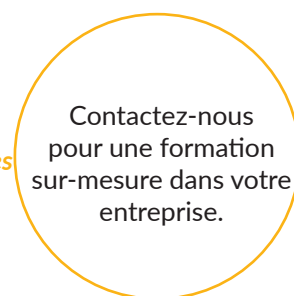 Contactez-nous
pour une formation
sur-mesure dans votre
entreprise.